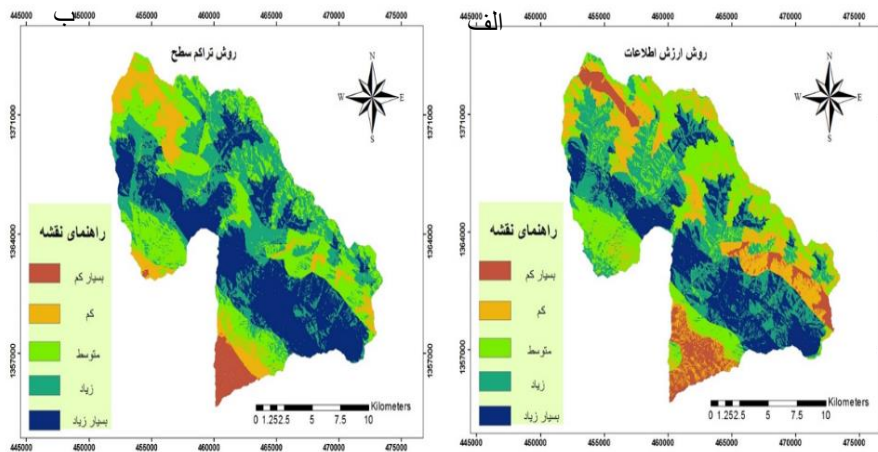 ب
445000 450000 455000 460000 465000 470000 475000
روش تراکم سطح
N
W E
S
1371000
1364000
1357000
راهنمای نقشه
بسیار کم
کم
متوسط
زیاد
بسیار زیاد
Kilometers
0 1.252.5 5 7.5 10
445000 450000 455000 460000 465000 470000 475000
الف
445000 450000 455000 460000 465000 470000 475000
روش ارزش اطلاعات
N
W E
S
1371000
1364000
1357000
راهنمای نقشه
بسیار کم
کم
متوسط
زیاد
بسیار زیاد
Kilometers
0 1.252.5 5 7.5 10
445000 450000 455000 460000 465000 470000 475000